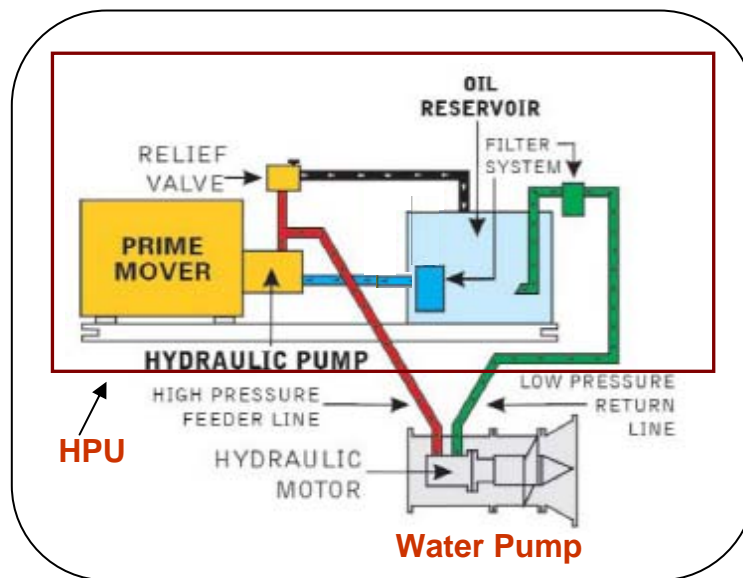 OIL
RESERVOIR
FILTER
SYSTEM
RELIEF
VALVE
PRIME
MOVER
HYDRAULIC PUMP
HIGH PRESSURE
FEEDER LINE
LOW PRESSURE
RETURN
LINE
HPU
HYDRAULIC
MOTOR
Water Pump